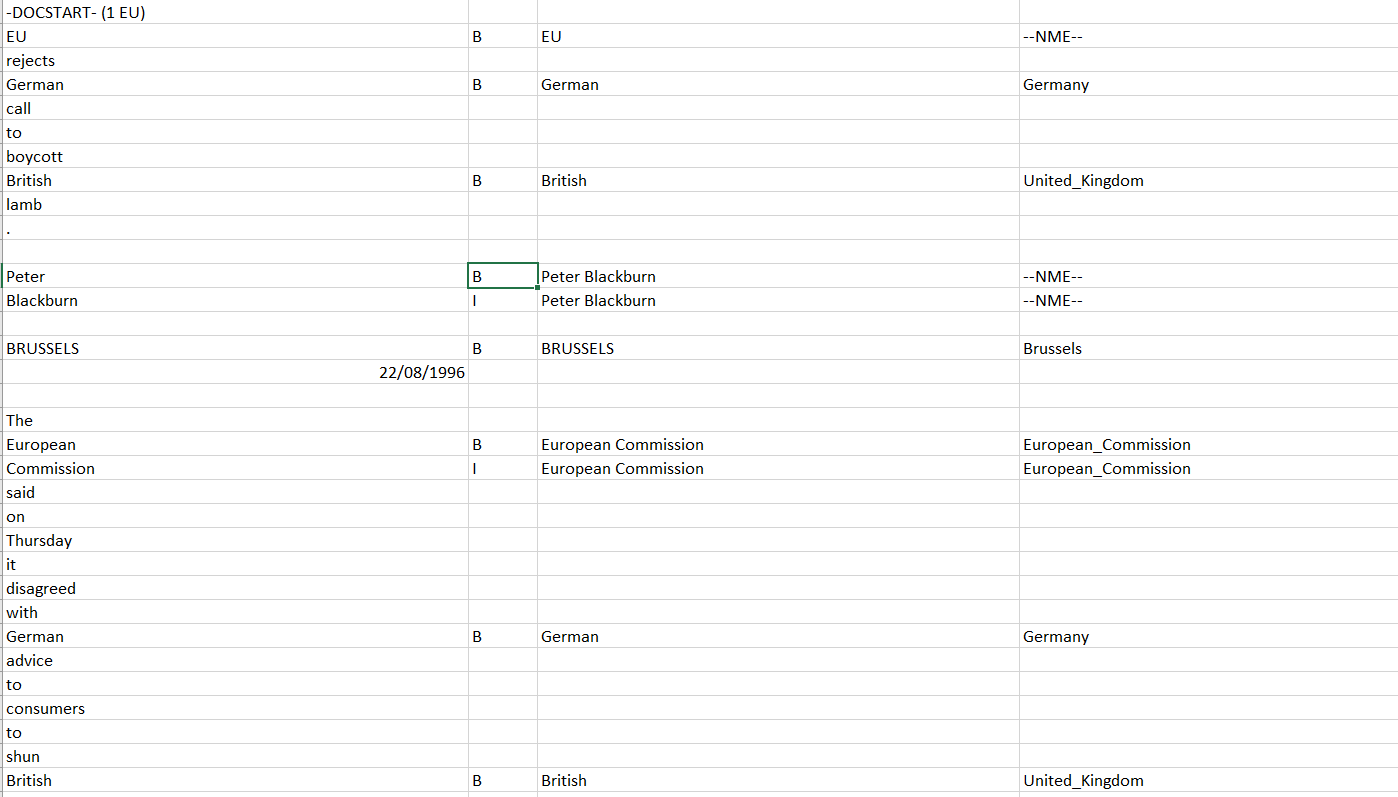 -DOCSTART- (1 EU)
EU B EU --NME--
rejects
German B German Germany
call
to
boycott
British B British United_Kingdom
lamb
.
Peter B Peter Blackburn --NME--
Blackburn I Peter Blackburn --NME--
BRUSSELS B BRUSSELS Brussels
22/08/1996
The
European B European Commission European_Commission
Commission I European Commission European_Commission
said
on
Thursday
it
disagreed
with
German B German Germany
advice
to
consumers
to
shun
British B British United_Kingdom